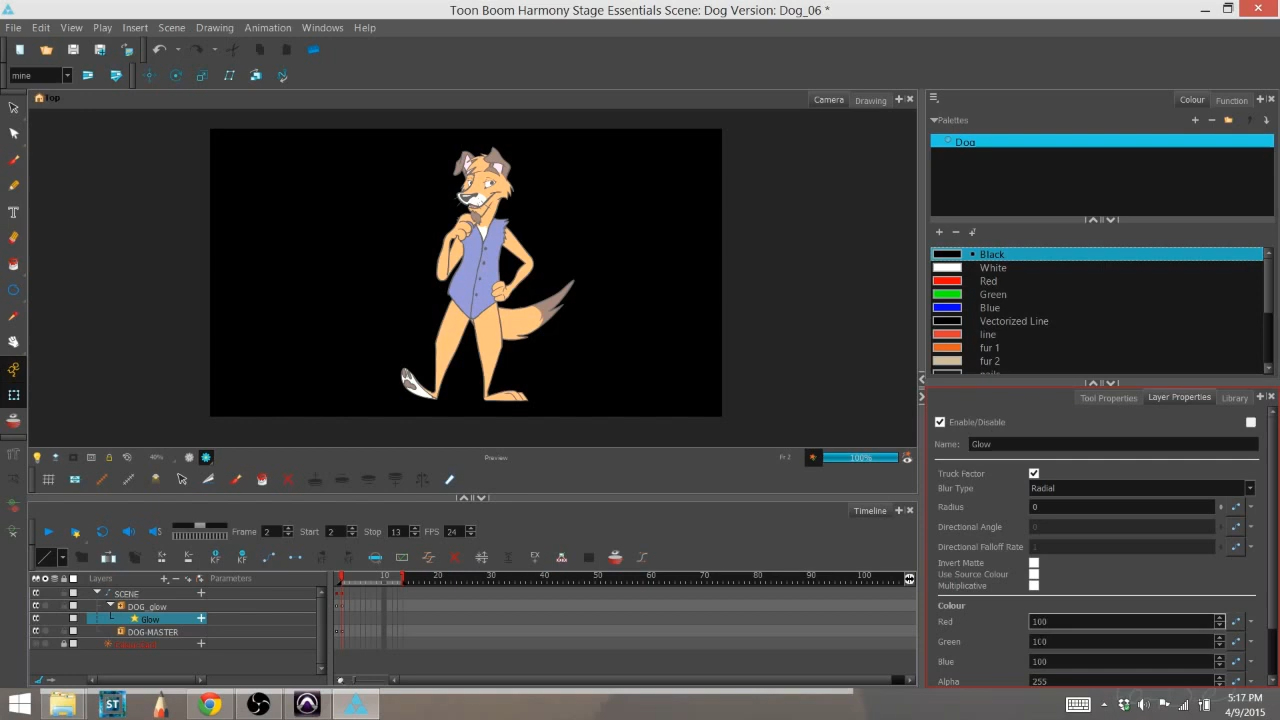 Toon Boom Harmony Stage Essentials Scene: Dog Version: Dog_06 *
File Edit View Play Insert Scene Drawing Animation Windows Help
mine
Top Camera Drawing
Colour Function
Palettes
Dog
Black
White
Red
Green
Blue
Vectorized Line
line
fur 1
fur 2
nails
Tool Properties Layer Properties Library
Enable/Disable
Name: Glow
Truck Factor
Blur Type Radial
Radius 0
Directional Angle 0
Directional Falloff Rate 1
Invert Matte
Use Source Colour
Multiplicative
Colour
Red 100
Green 100
Blue 100
Alpha 255
40% Preview Fr 2 100%
Timeline
Frame 2 Start 2 Stop 13 FPS 24
Layers Parameters 10 20 30 40 50 60 70 80 90 100
SCENE
DOG_glow
Glow
DOG-MASTER
ST
5:17 PM
4/9/2015